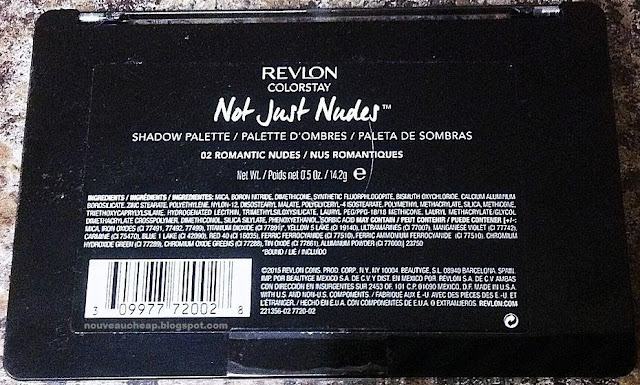 REVLON
COLORSTAY
Not Just Nudes™
SHADOW PALETTE / PALETTE D'OMBRES / PALETA DE SOMBRAS
02 ROMANTIC NUDES / NUS ROMANTIQUES
Net Wt. / Poids net 0.5 Oz. / 14.2g e
INGREDIENTS / INGRÉDIENTS / INGREDIENTES: MICA, BORON NITRIDE, DIMETHICONE, SYNTHETIC FLUORPHLOGOPITE, BISMUTH OXYCHLORIDE, CALCIUM ALUMINUM
BOROSILICATE, ZINC STEARATE, POLYETHYLENE, NYLON-12, DIISOSTEARYL MALATE, POLYGLYCERYL-4 ISOSTEARATE, POLYMETHYL METHACRYLATE, SILICA, METHICONE,
TRIETHOXYCAPRYLYLSILANE, HYDROGENATED LECITHIN, TRIMETHYLSILOXYSILICATE, LAURYL PEG/PPG-18/18 METHICONE, LAURYL METHACRYLATE/GLYCOL
DIMETHACRYLATE CROSSPOLYMER, DIMETHICONOL, SILICA SILYLATE, PHENOXYETHANOL, SORBIC ACID MAY CONTAIN / PEUT CONTENIR / PUEDE CONTENER [+/-:
MICA, IRON OXIDES (CI 77491, 77492, 77499), TITANIUM DIOXIDE (CI 77891), YELLOW 5 LAKE (CI 19140), ULTRAMARINES (CI 77007), MANGANESE VIOLET (CI 77742),
CARMINE (CI 75470), BLUE 1 LAKE (CI 42090), RED 40 (CI 16035), FERRIC FERROCYANIDE (CI 77510), FERRIC AMMONIUM FERROCYANIDE (CI 77510), CHROMIUM
HYDROXIDE GREEN (CI 77289), CHROMIUM OXIDE GREENS (CI 77288), TIN OXIDE (CI 77861), ALUMINUM POWDER (CI 77000)] 23750
*BOUND / LIÉ / INCLUIDO
©2015 REVLON CONS. PROD. CORP. N.Y, NY 10004. BEAUTYGE, S.L. 08940 BARCELONA, SPAIN.
IMP. POR BEAUTYGE MEXICO S.A. DE C.V. Y DIST. EN MEXICO POR REVLON S.A. DE C.V AMBAS
CON DIRECCIÓN EN INSURGENTES SUR 2453 OF. 101 C.P. 01090 MEXICO, D.F. MADE IN U.S.A
WITH U.S. AND NON-U.S. COMPONENTS. / FABRIQUÉ AUX É.-U. AVEC DES PIÈCES DES É.-U. ET
L'ÉTRANGER. / HECHO EN E.U. CON COMPONENTES DE E.U. O EXTRANJEROS. REVLON.COM
221356-02 7720-02
3 09977 72002 8
nouveaucheap.blogspot.com